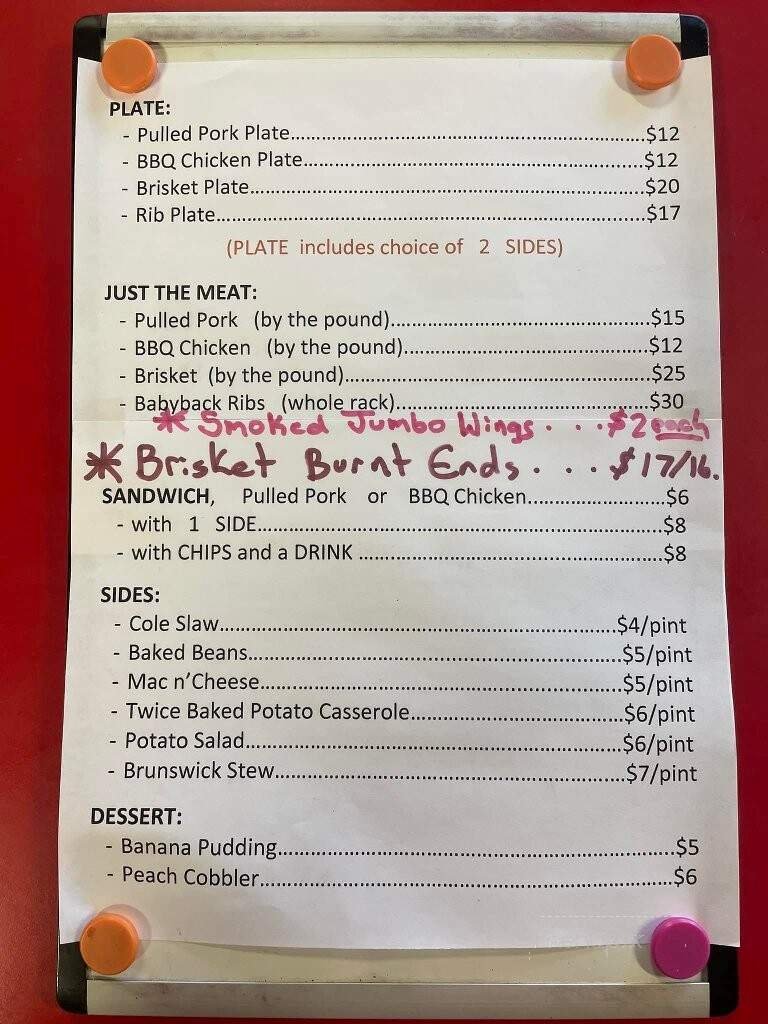 PLATE:
- Pulled Pork Plate....................................................$12
- BBQ Chicken Plate..................................................$12
- Brisket Plate...........................................................$20
- Rib Plate.................................................................$17
(PLATE includes choice of 2 SIDES)
JUST THE MEAT:
- Pulled Pork (by the pound).......................................$15
- BBQ Chicken (by the pound).....................................$12
- Brisket (by the pound)..............................................$25
- Babyback Ribs (whole rack)......................................$30
* Smoked Jumbo Wings . . . $2 each
* Brisket Burnt Ends . . . $17/lb.
SANDWICH, Pulled Pork or BBQ Chicken.....................$6
- with 1 SIDE.............................................................$8
- with CHIPS and a DRINK ..............................................$8
SIDES:
- Cole Slaw...........................................................$4/pint
- Baked Beans........................................................$5/pint
- Mac n'Cheese.......................................................$5/pint
- Twice Baked Potato Casserole................................$6/pint
- Potato Salad........................................................$6/pint
- Brunswick Stew....................................................$7/pint
DESSERT:
- Banana Pudding..........................................................$5
- Peach Cobbler.............................................................$6